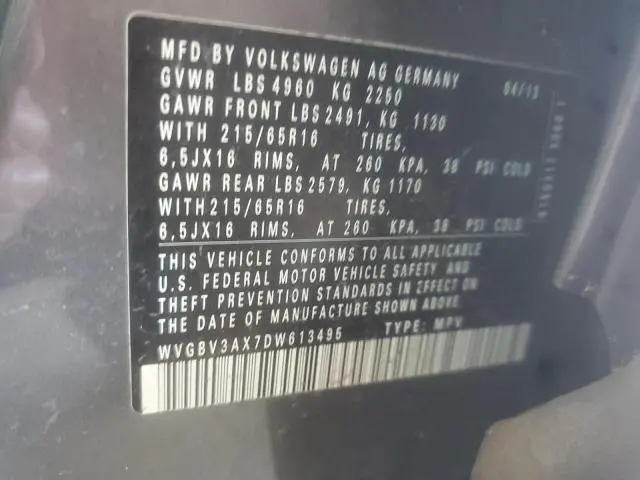 MFD BY VOLKSWAGEN AG GERMANY 04/13
GVWR LBS 4960 KG 2250
GAWR FRONT LBS 2491, KG 1130
WITH 215/65R16 TIRES,
6,5JX16 RIMS, AT 260 KPA, 38 PSI COLD
GAWR REAR LBS 2579, KG 1170
WITH 215/65R16 TIRES,
6,5JX16 RIMS, AT 260 KPA, 38 PSI COLD
THIS VEHICLE CONFORMS TO ALL APPLICABLE
U.S. FEDERAL MOTOR VEHICLE SAFETY AND
THEFT PREVENTION STANDARDS IN EFFECT ON
THE DATE OF MANUFACTURE SHOWN ABOVE.
WVGBV3AX7DW613495 TYPE: MPV